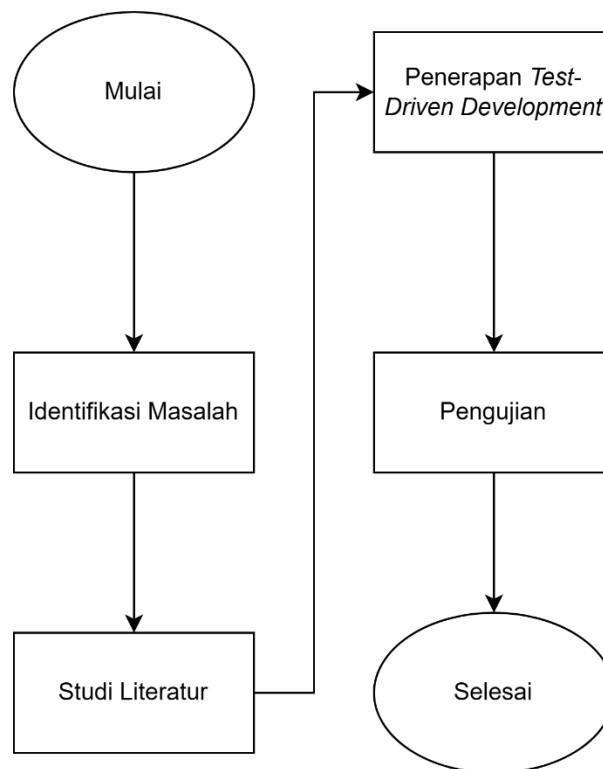 Mulai
Identifikasi Masalah
Studi Literatur
Penerapan Test-
Driven Development
Pengujian
Selesai